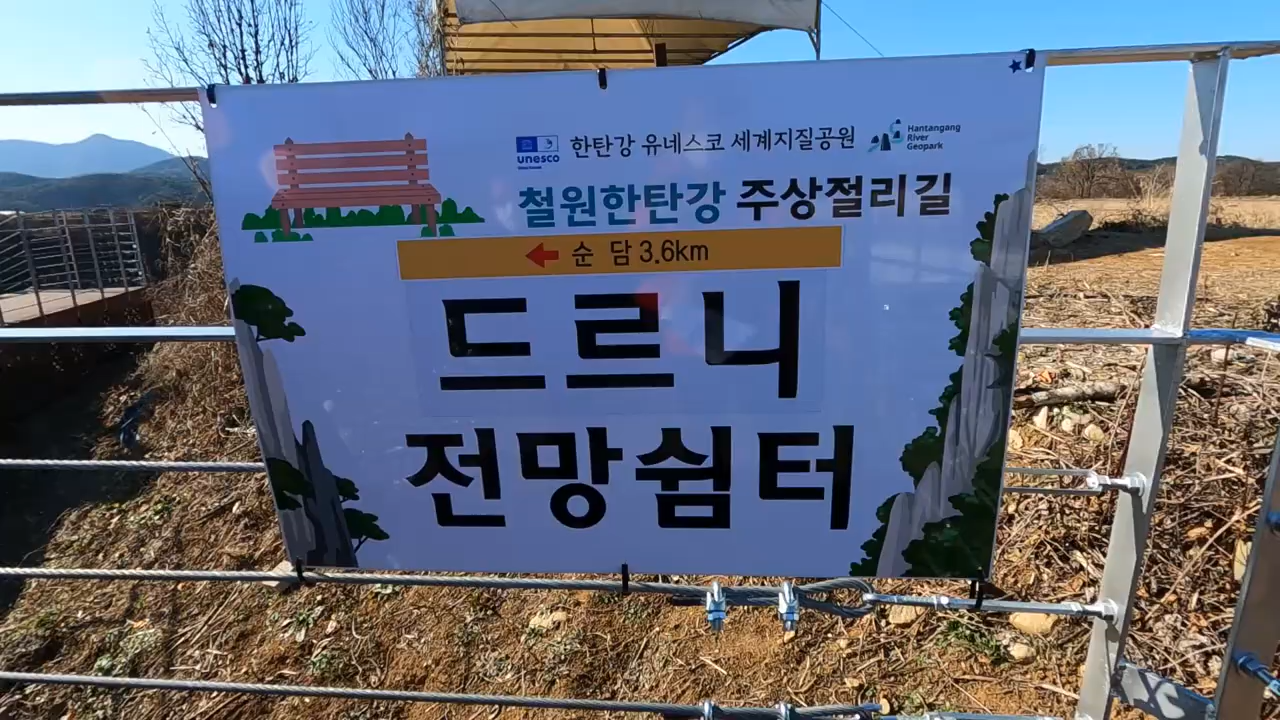 unesco 한탄강 유네스코 세계지질공원 Hantangang
River
Geopark
철원한탄강 주상절리길
순 담 3.6km
드르니
전망쉼터